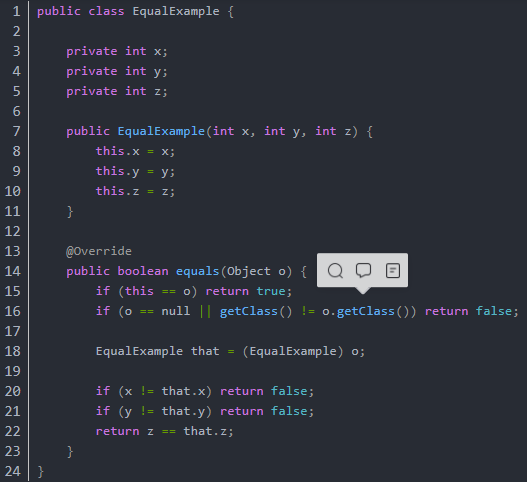 1 public class EqualExample {
2
3     private int x;
4     private int y;
5     private int z;
6
7     public EqualExample(int x, int y, int z) {
8         this.x = x;
9         this.y = y;
10         this.z = z;
11     }
12
13     @Override
14     public boolean equals(Object o) {
15         if (this == o) return true;
16         if (o == null || getClass() != o.getClass()) return false;
17
18         EqualExample that = (EqualExample) o;
19
20         if (x != that.x) return false;
21         if (y != that.y) return false;
22         return z == that.z;
23     }
24 }